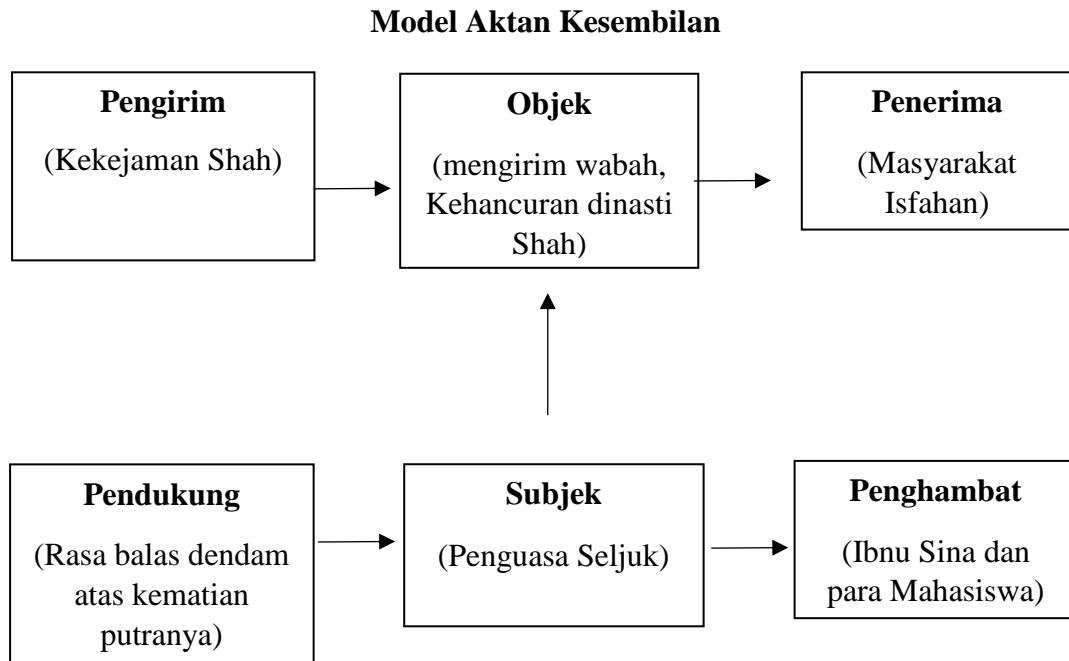 Model Aktan Kesembilan
Pengirim
(Kekejaman Shah)
Objek
(mengirim wabah,
Kehancuran dinasti
Shah)
Penerima
(Masyarakat
Isfahan)
Pendukung
(Rasa balas dendam
atas kematian
putranya)
Subjek
(Penguasa Seljuk)
Penghambat
(Ibnu Sina dan
para Mahasiswa)